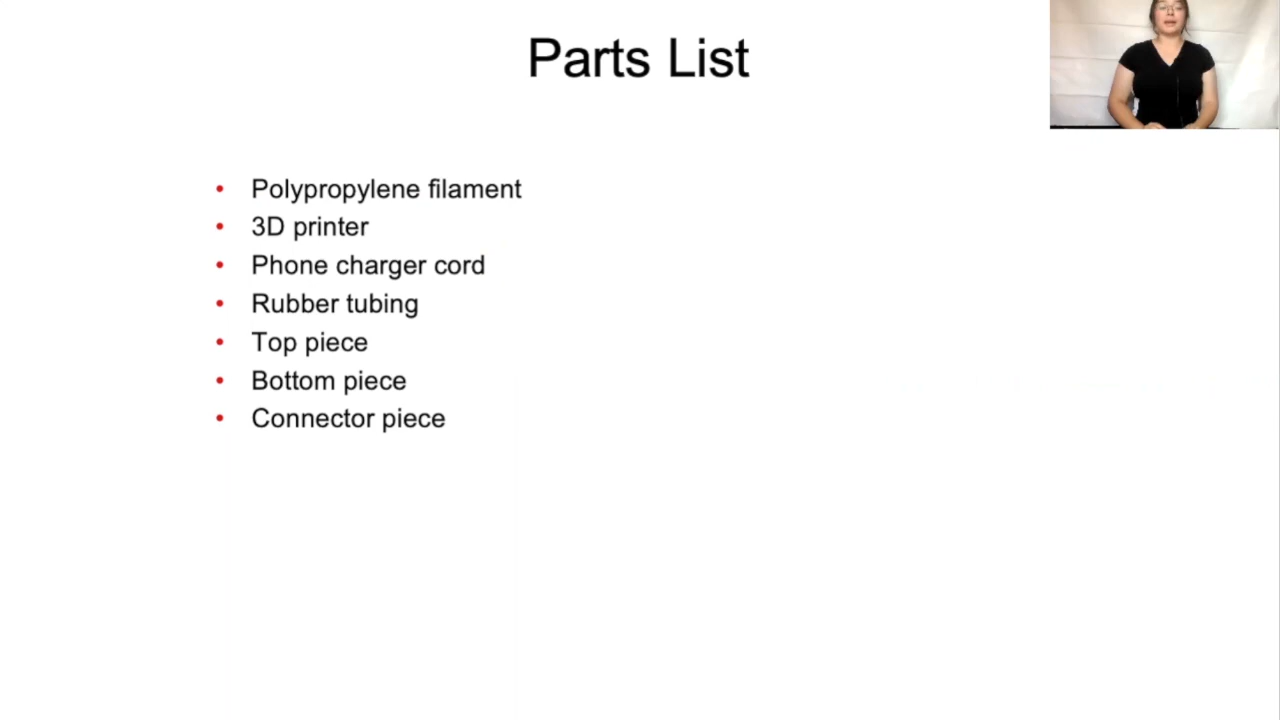 Parts List
• Polypropylene filament
• 3D printer
• Phone charger cord
• Rubber tubing
• Top piece
• Bottom piece
• Connector piece